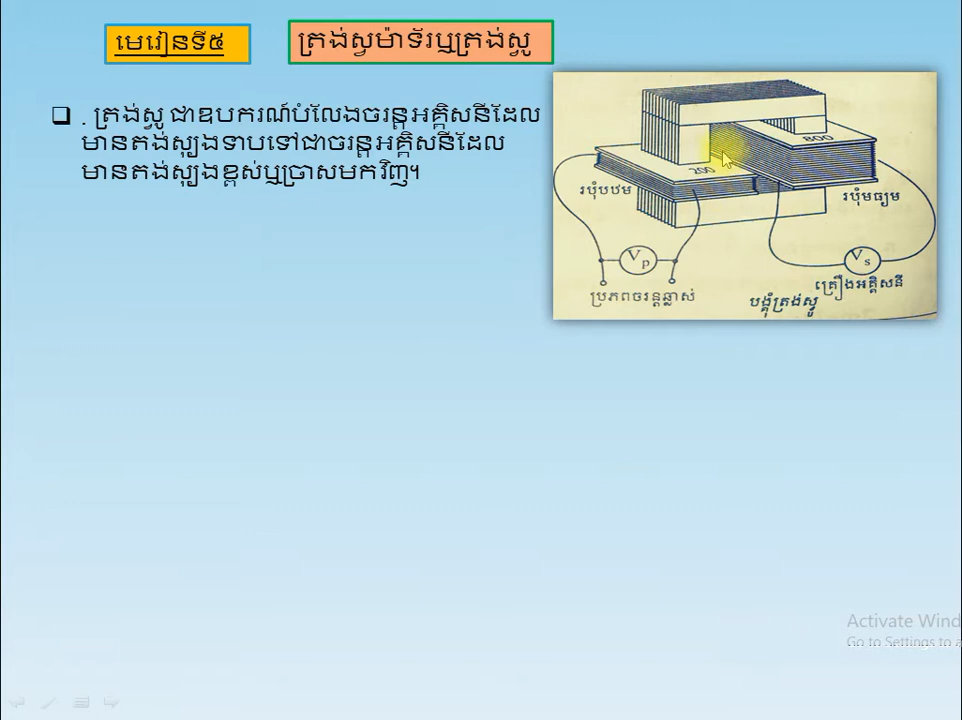 មេរៀនទី៥
ត្រង់ស្វូម៉ាទ័រឬត្រង់ស្វូ
. ត្រង់ស្វូ ជាឧបករណ៍បំលែងចរន្តអគ្គិសនីដែល
មានតង់ស្យុងទាបទៅជាចរន្តអគ្គិសនីដែល
មានតង់ស្យុងខ្ពស់ឬច្រាសមកវិញ។
800
200
របុំបឋម
របុំមធ្យម
Vp
Vs
គ្រឿងអគ្គិសនី
ប្រភពចរន្តឆ្លាស់
បង្គុំត្រង់ស្វូ
Activate Wind
Go to Settings to a